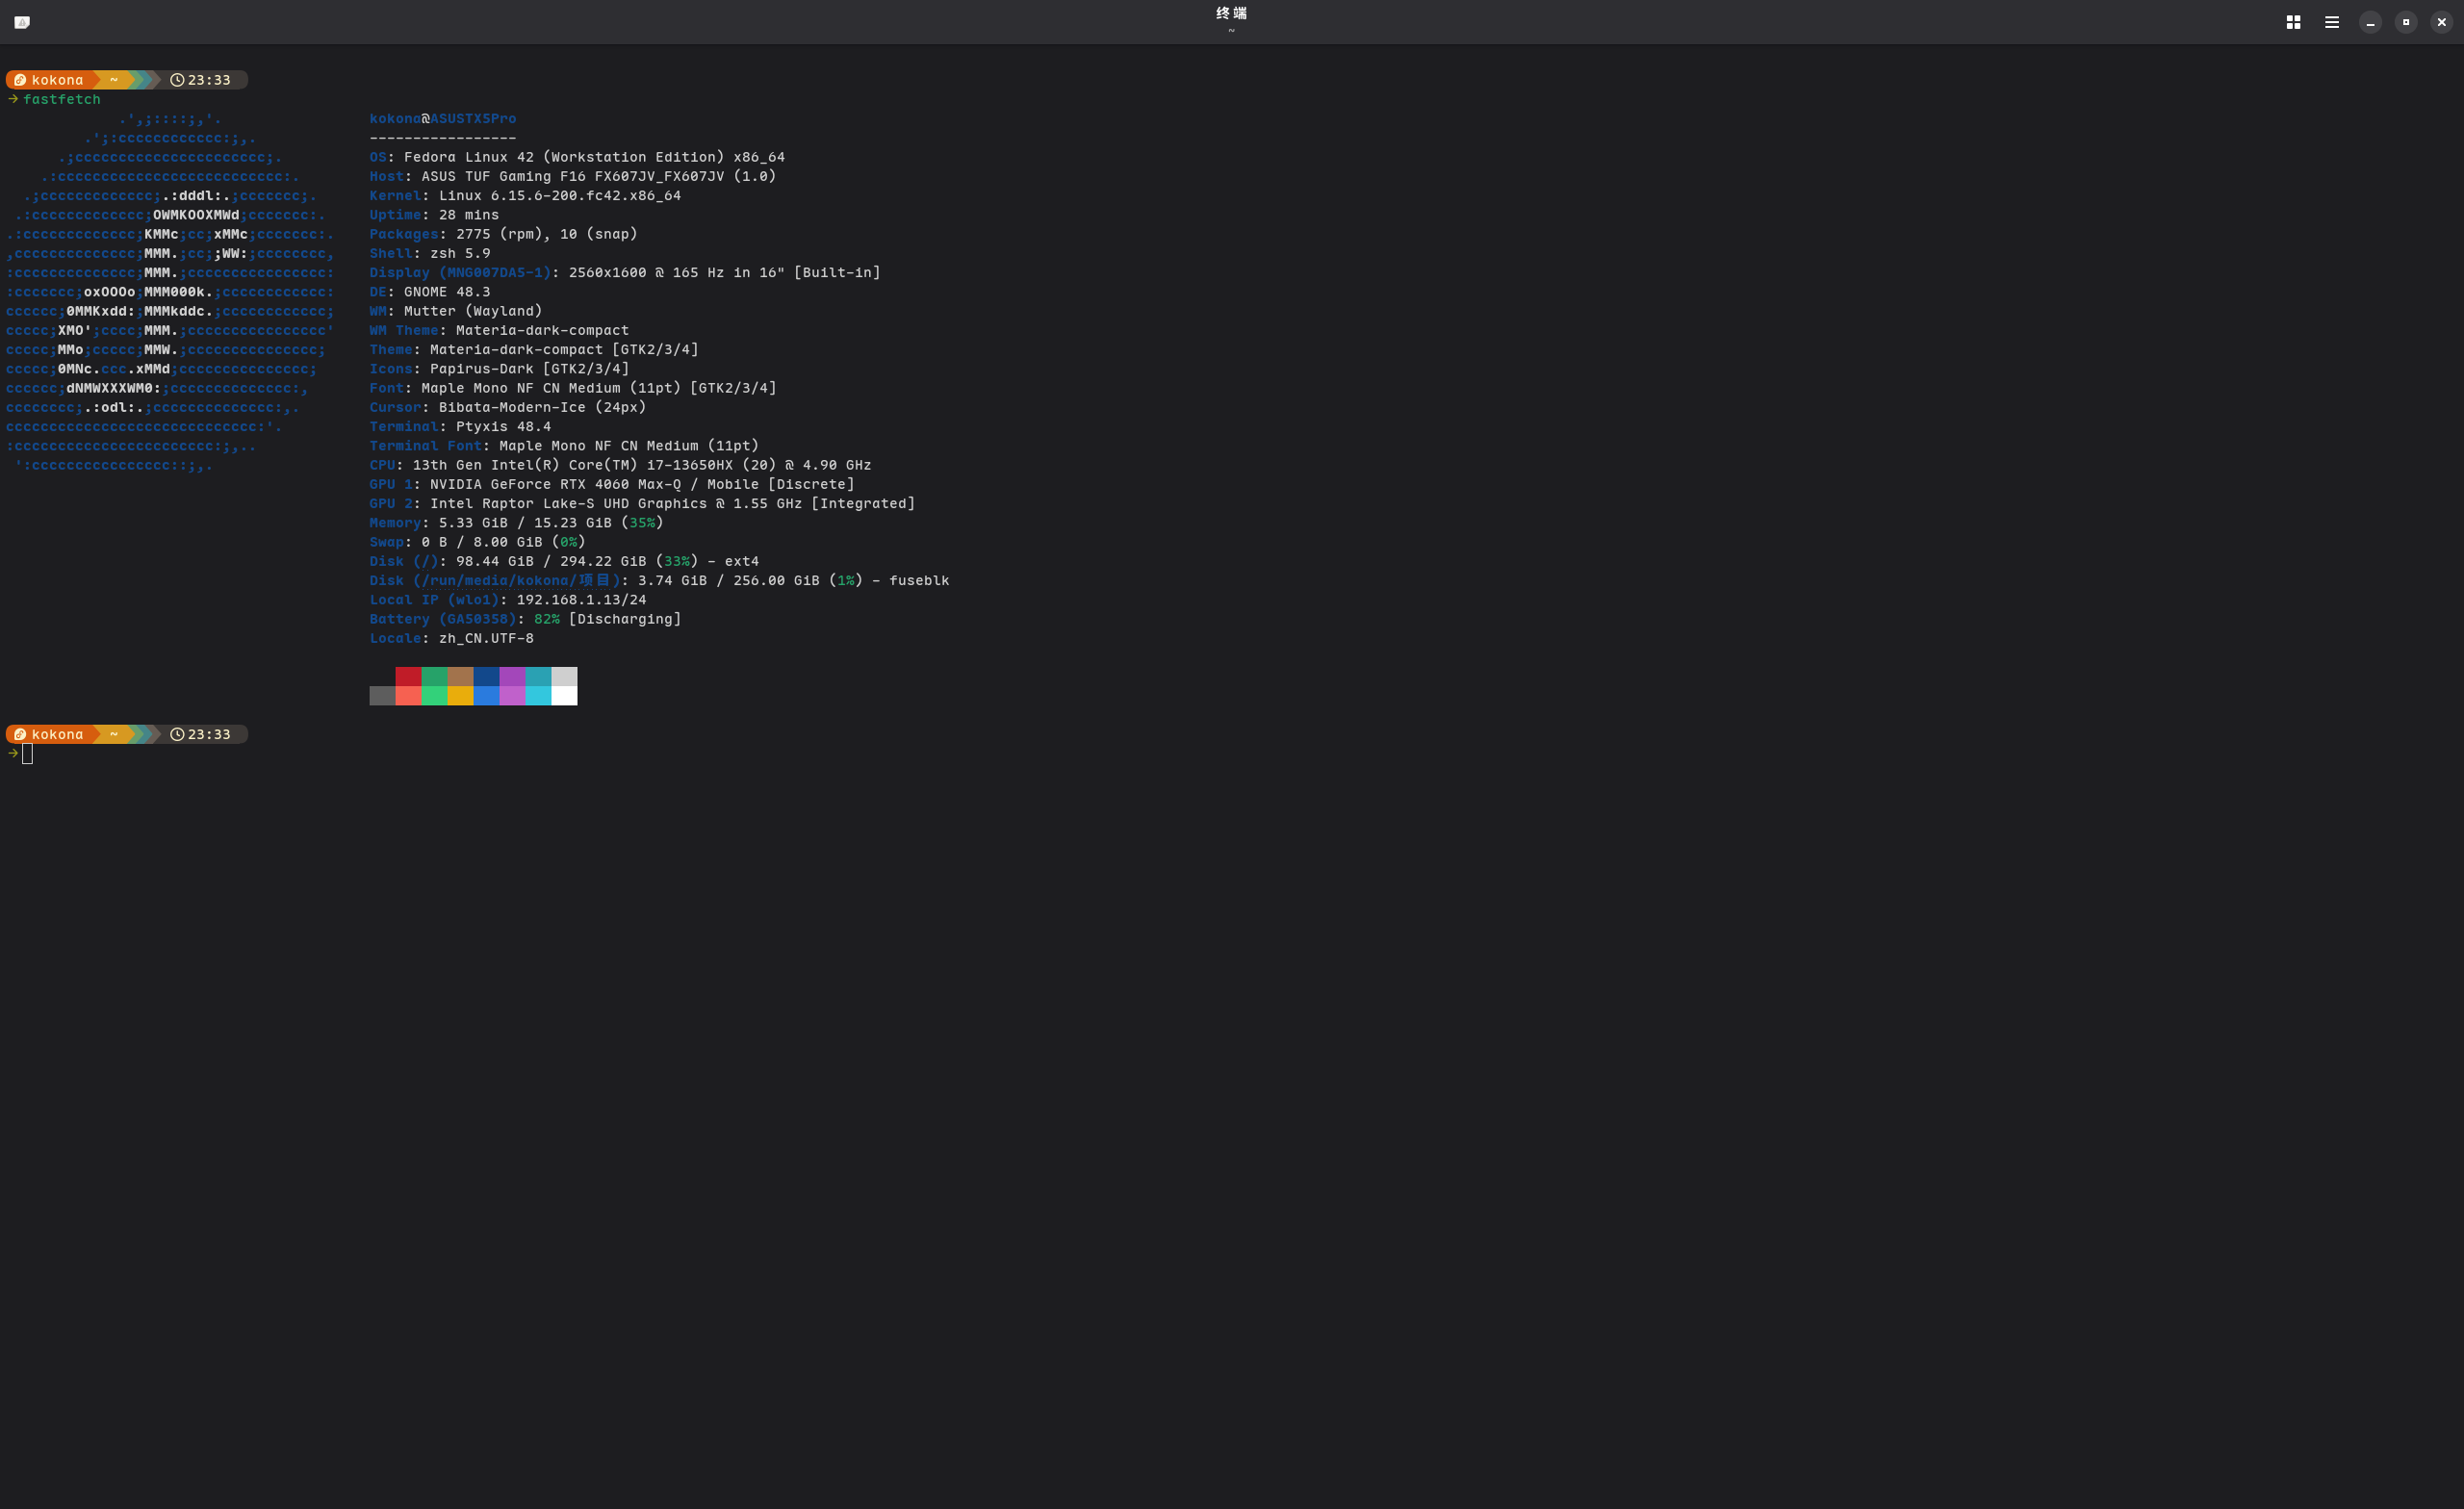 终端
~
kokona ~ 23:33
→ fastfetch
             .',;::::;,'.                 kokona@ASUSTX5Pro
         .';:cccccccccccc:;,.             -----------------
      .;cccccccccccccccccccccc;.          OS: Fedora Linux 42 (Workstation Edition) x86_64
    .:cccccccccccccccccccccccccc:.        Host: ASUS TUF Gaming F16 FX607JV_FX607JV (1.0)
  .;ccccccccccccc;.:dddl:.;ccccccc;.      Kernel: Linux 6.15.6-200.fc42.x86_64
 .:ccccccccccccc;OWMKOOXMWd;ccccccc:.     Uptime: 28 mins
.:ccccccccccccc;KMMc;cc;xMMc;ccccccc:.    Packages: 2775 (rpm), 10 (snap)
,cccccccccccccc;MMM.;cc;;WW:;cccccccc,    Shell: zsh 5.9
:cccccccccccccc;MMM.;cccccccccccccccc:    Display (MNG007DA5-1): 2560x1600 @ 165 Hz in 16" [Built-in]
:ccccccc;oxOOOo;MMM000k.;cccccccccccc:    DE: GNOME 48.3
cccccc;0MMKxdd:;MMMkddc.;cccccccccccc;    WM: Mutter (Wayland)
ccccc;XMO';cccc;MMM.;cccccccccccccccc'    WM Theme: Materia-dark-compact
ccccc;MMo;ccccc;MMW.;ccccccccccccccc;     Theme: Materia-dark-compact [GTK2/3/4]
ccccc;0MNc.ccc.xMMd;ccccccccccccccc;      Icons: Papirus-Dark [GTK2/3/4]
cccccc;dNMWXXXWM0:;cccccccccccccc:,       Font: Maple Mono NF CN Medium (11pt) [GTK2/3/4]
cccccccc;.:odl:.;cccccccccccccc:,.        Cursor: Bibata-Modern-Ice (24px)
ccccccccccccccccccccccccccccc:'.          Terminal: Ptyxis 48.4
:ccccccccccccccccccccccc:;,..             Terminal Font: Maple Mono NF CN Medium (11pt)
 ':cccccccccccccccc::;,.                  CPU: 13th Gen Intel(R) Core(TM) i7-13650HX (20) @ 4.90 GHz
GPU 1: NVIDIA GeForce RTX 4060 Max-Q / Mobile [Discrete]
GPU 2: Intel Raptor Lake-S UHD Graphics @ 1.55 GHz [Integrated]
Memory: 5.33 GiB / 15.23 GiB (35%)
Swap: 0 B / 8.00 GiB (0%)
Disk (/): 98.44 GiB / 294.22 GiB (33%) - ext4
Disk (/run/media/kokona/项目): 3.74 GiB / 256.00 GiB (1%) - fuseblk
Local IP (wlo1): 192.168.1.13/24
Battery (GA50358): 82% [Discharging]
Locale: zh_CN.UTF-8
kokona ~ 23:33
→